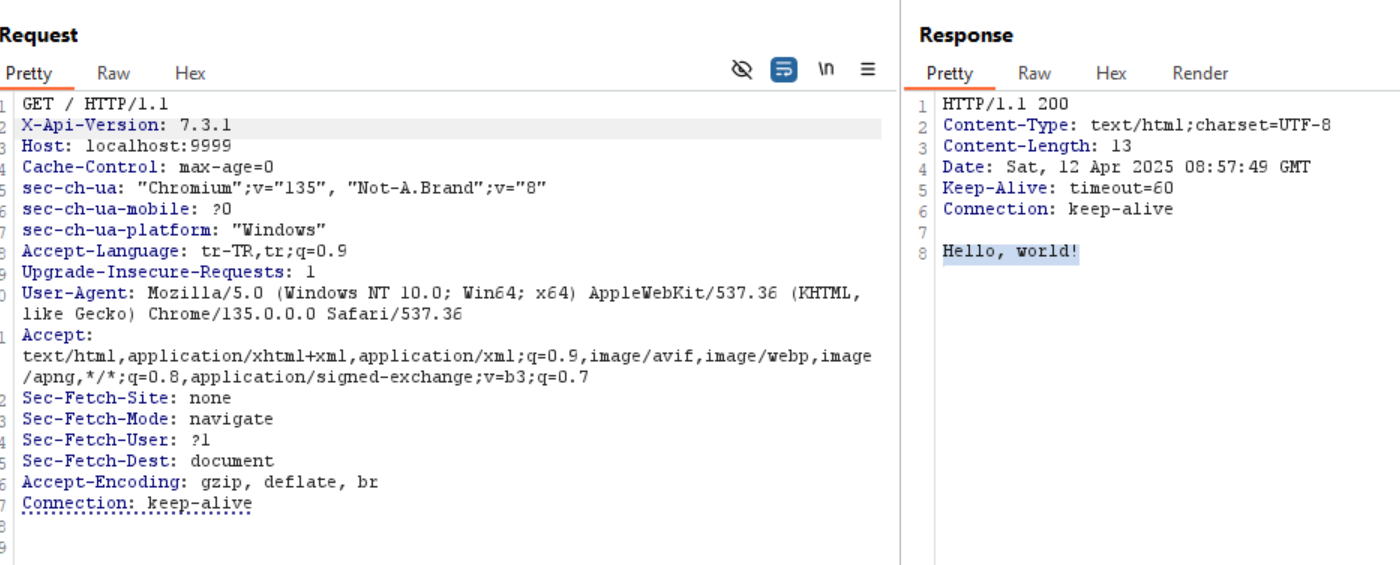 Request
Pretty Raw Hex \n
1 GET / HTTP/1.1
2 X-Api-Version: 7.3.1
3 Host: localhost:9999
4 Cache-Control: max-age=0
5 sec-ch-ua: "Chromium";v="135", "Not-A.Brand";v="8"
6 sec-ch-ua-mobile: ?0
7 sec-ch-ua-platform: "Windows"
8 Accept-Language: tr-TR,tr;q=0.9
9 Upgrade-Insecure-Requests: 1
0 User-Agent: Mozilla/5.0 (Windows NT 10.0; Win64; x64) AppleWebKit/537.36 (KHTML,
like Gecko) Chrome/135.0.0.0 Safari/537.36
1 Accept:
text/html,application/xhtml+xml,application/xml;q=0.9,image/avif,image/webp,image
/apng,*/*;q=0.8,application/signed-exchange;v=b3;q=0.7
2 Sec-Fetch-Site: none
3 Sec-Fetch-Mode: navigate
4 Sec-Fetch-User: ?1
5 Sec-Fetch-Dest: document
6 Accept-Encoding: gzip, deflate, br
7 Connection: keep-alive
8
9
Response
Pretty Raw Hex Render
1 HTTP/1.1 200
2 Content-Type: text/html;charset=UTF-8
3 Content-Length: 13
4 Date: Sat, 12 Apr 2025 08:57:49 GMT
5 Keep-Alive: timeout=60
6 Connection: keep-alive
7
8 Hello, world!